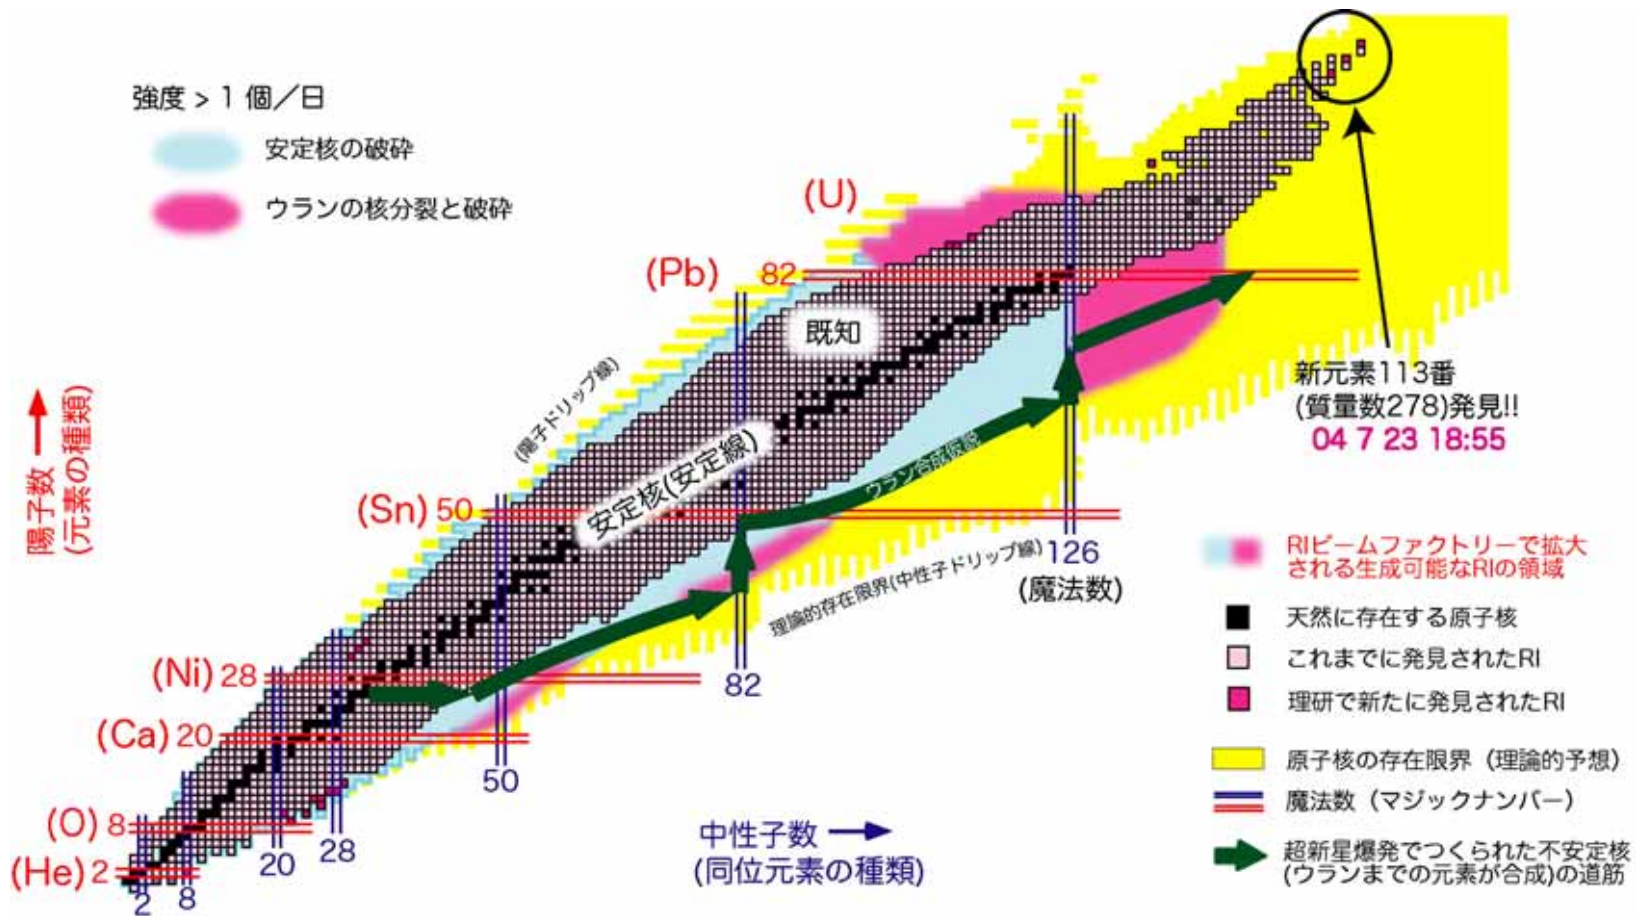 強度 > 1 個／日
安定核の破砕
ウランの核分裂と破砕
(U)
(Pb) 82
既知
(陽子ドリップ線)
安定核(安定線)
ウラン合成仮説
新元素113番
(質量数278)発見!!
04 7 23 18:55
陽子数
(元素の種類)
(Sn) 50
理論的存在限界(中性子ドリップ線)
126
(魔法数)
(Ni) 28
82
(Ca) 20
50
(O) 8
20
28
(He) 2
2
8
中性子数
(同位元素の種類)
RIビームファクトリーで拡大
される生成可能なRIの領域
天然に存在する原子核
これまでに発見されたRI
理研で新たに発見されたRI
原子核の存在限界（理論的予想）
魔法数（マジックナンバー）
超新星爆発でつくられた不安定核
(ウランまでの元素が合成)の道筋